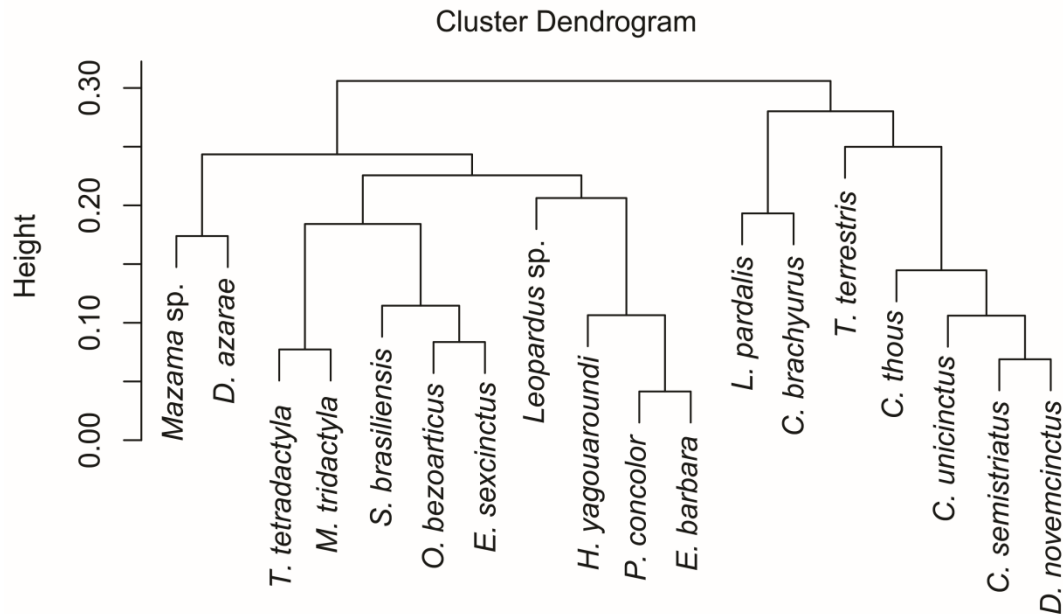 Cluster Dendrogram
Height
0.30
0.20
0.10
0.00
Mazama sp.
D. azarae
T. tetradactyla
M. tridactyla
S. brasiliensis
O. bezoarticus
E. sexcinctus
Leopardus sp.
H. yagouaroundi
P. concolor
E. barbara
L. pardalis
C. brachyurus
T. terrestris
C. thous
C. unicinctus
C. semistriatus
D. novemcinctus